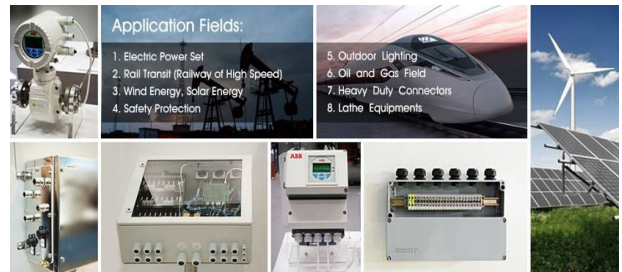 Application Fields:
1. Electric Power Set
2. Rail Transit (Railway of High Speed)
3. Wind Energy, Solar Energy
4. Safety Protection
5. Outdoor Lighting
6. Oil and Gas Field
7. Heavy Duty Connectors
8. Lathe Equipments
ABB